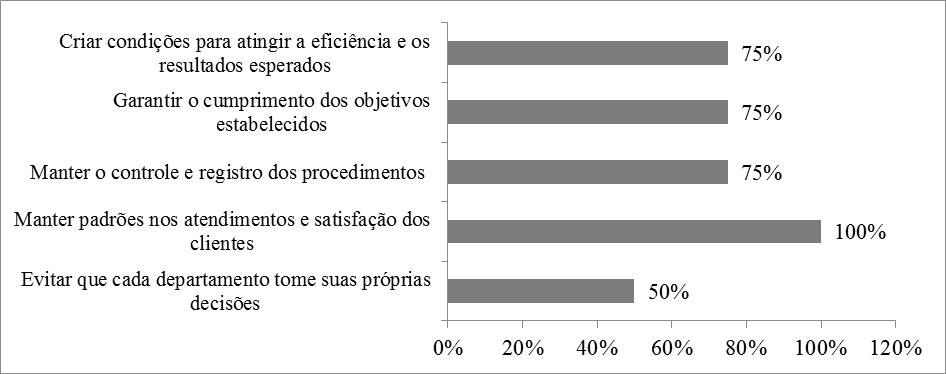 Criar condições para atingir a eficiência e os
resultados esperados
75%
Garantir o cumprimento dos objetivos
estabelecidos
75%
Manter o controle e registro dos procedimentos
75%
Manter padrões nos atendimentos e satisfação dos
clientes
100%
Evitar que cada departamento tome suas próprias
decisões
50%
0% 20% 40% 60% 80% 100% 120%